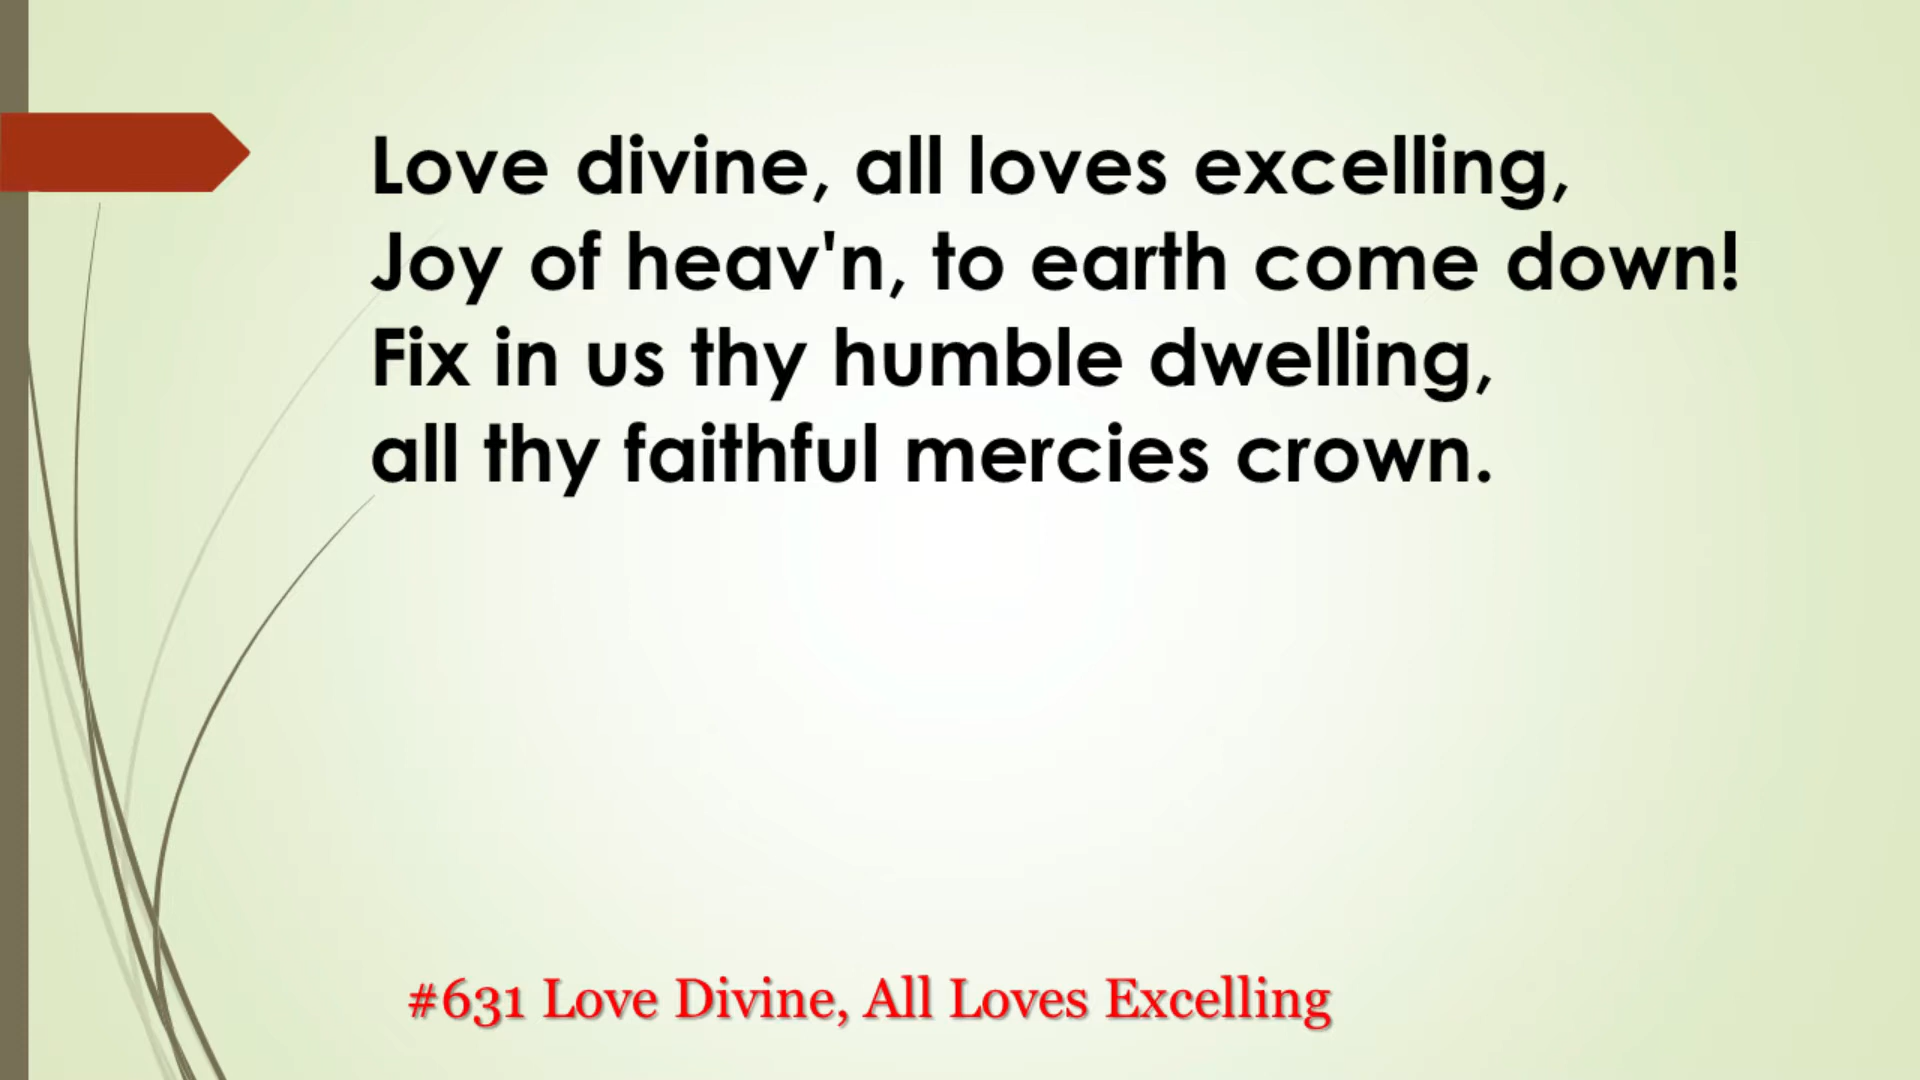 Love divine, all loves excelling,
Joy of heav'n, to earth come down!
Fix in us thy humble dwelling,
all thy faithful mercies crown.
#631 Love Divine, All Loves Excelling